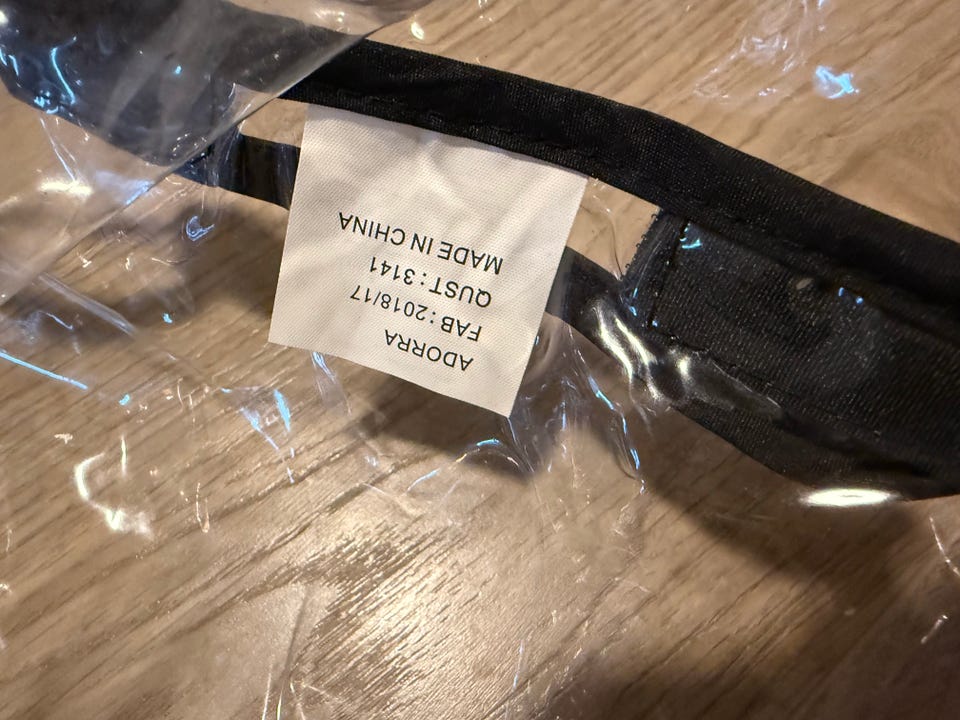 ADORRA
FAB:2018/17
QUST:3141
MADE IN CHINA